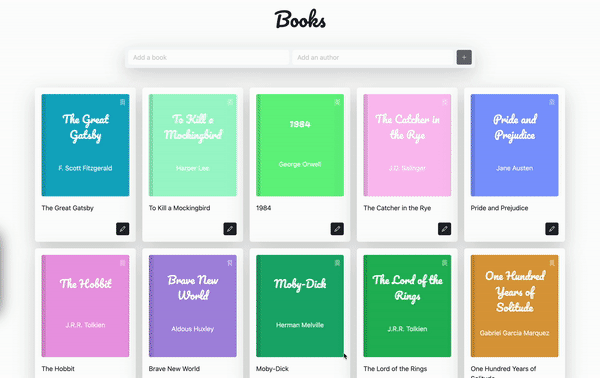 Books
Add a book
Add an author
+
The Great
Gatsby
F. Scott Fitzgerald
The Great Gatsby
To Kill a
Mockingbird
Harper Lee
To Kill a Mockingbird
1984
George Orwell
1984
The Catcher in
the Rye
J.D. Salinger
The Catcher in the Rye
Pride and
Prejudice
Jane Austen
Pride and Prejudice
The Hobbit
J.R.R. Tolkien
The Hobbit
Brave New
World
Aldous Huxley
Brave New World
Moby-Dick
Herman Melville
Moby-Dick
The Lord of the
Rings
J.R.R. Tolkien
The Lord of the Rings
One Hundred
Years of
Solitude
Gabriel Garcia Marquez
One Hundred Years of
Solitude